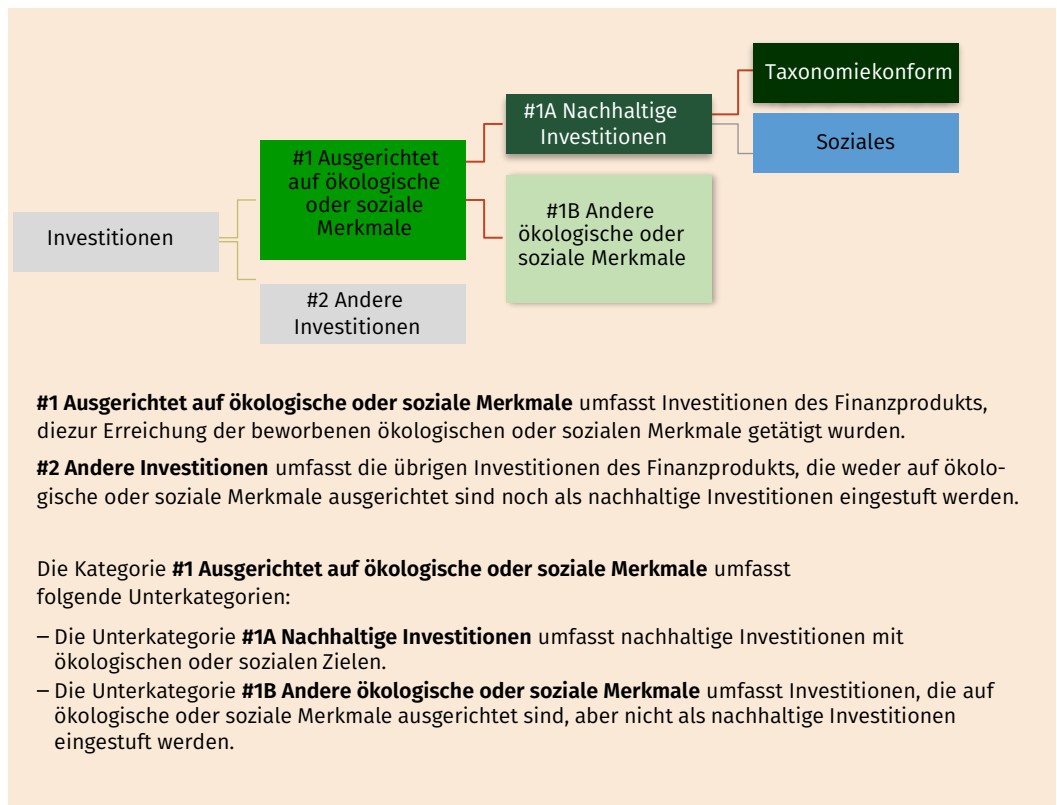 Taxonomiekonform
#1A Nachhaltige
Investitionen
Soziales
#1 Ausgerichtet
auf ökologische
oder soziale
Merkmale
#1B Andere
ökologische oder
soziale Merkmale
Investitionen
#2 Andere
Investitionen
#1 Ausgerichtet auf ökologische oder soziale Merkmale umfasst Investitionen des Finanzprodukts,
diezur Erreichung der beworbenen ökologischen oder sozialen Merkmale getätigt wurden.
#2 Andere Investitionen umfasst die übrigen Investitionen des Finanzprodukts, die weder auf ökolo-
gische oder soziale Merkmale ausgerichtet sind noch als nachhaltige Investitionen eingestuft werden.
Die Kategorie #1 Ausgerichtet auf ökologische oder soziale Merkmale umfasst
folgende Unterkategorien:
– Die Unterkategorie #1A Nachhaltige Investitionen umfasst nachhaltige Investitionen mit
ökologischen oder sozialen Zielen.
– Die Unterkategorie #1B Andere ökologische oder soziale Merkmale umfasst Investitionen, die auf
ökologische oder soziale Merkmale ausgerichtet sind, aber nicht als nachhaltige Investitionen
eingestuft werden.